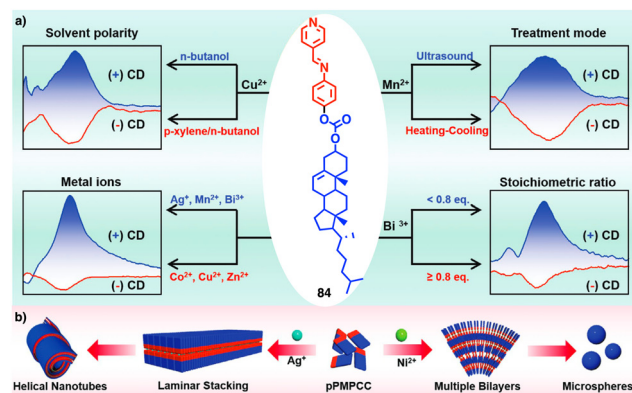 a)
Solvent polarity
Treatment mode
(+) CD
(-) CD
n-butanol
Cu²⁺
p-xylene/n-butanol
N
N
O
O
O
Mn²⁺
Ultrasound
Heating-Cooling
(+) CD
(-) CD
Metal ions
Stoichiometric ratio
(+) CD
(-) CD
Ag⁺, Mn²⁺, Bi³⁺
Co²⁺, Cu²⁺, Zn²⁺
84
Bi ³⁺
< 0.8 eq.
≥ 0.8 eq.
(+) CD
(-) CD
b)
Ag⁺
Ni²⁺
Helical Nanotubes
Laminar Stacking
pPMPCC
Multiple Bilayers
Microspheres